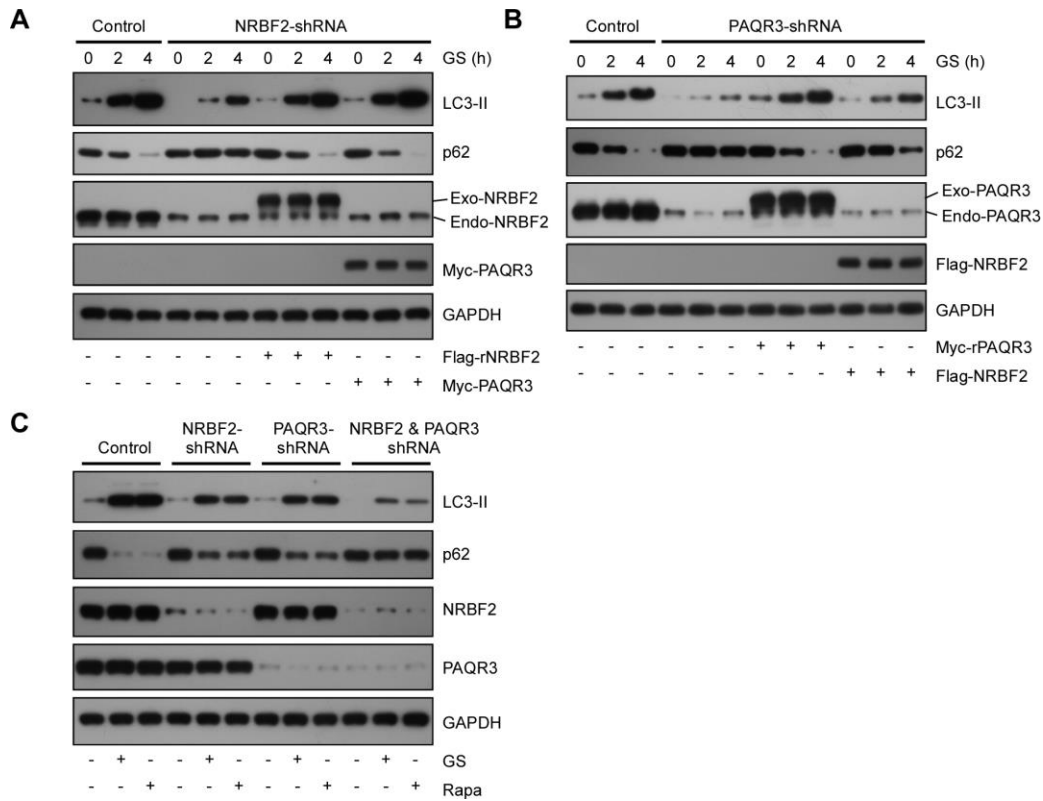 A
Control NRBF2-shRNA
0 2 4 0 2 4 0 2 4 0 2 4 GS (h)
LC3-II
p62
Exo-NRBF2
Endo-NRBF2
Myc-PAQR3
GAPDH
- - - - - - + + + - - - Flag-rNRBF2
- - - - - - - - - + + + Myc-PAQR3
B
Control PAQR3-shRNA
0 2 4 0 2 4 0 2 4 0 2 4 GS (h)
LC3-II
p62
Exo-PAQR3
Endo-PAQR3
Flag-NRBF2
GAPDH
- - - - - - + + + - - - Myc-rPAQR3
- - - - - - - - - + + + Flag-NRBF2
C
NRBF2- PAQR3- NRBF2 & PAQR3
Control shRNA shRNA shRNA
LC3-II
p62
NRBF2
PAQR3
GAPDH
- + - - + - - + - - + - GS
- - + - - + - - + - - + Rapa